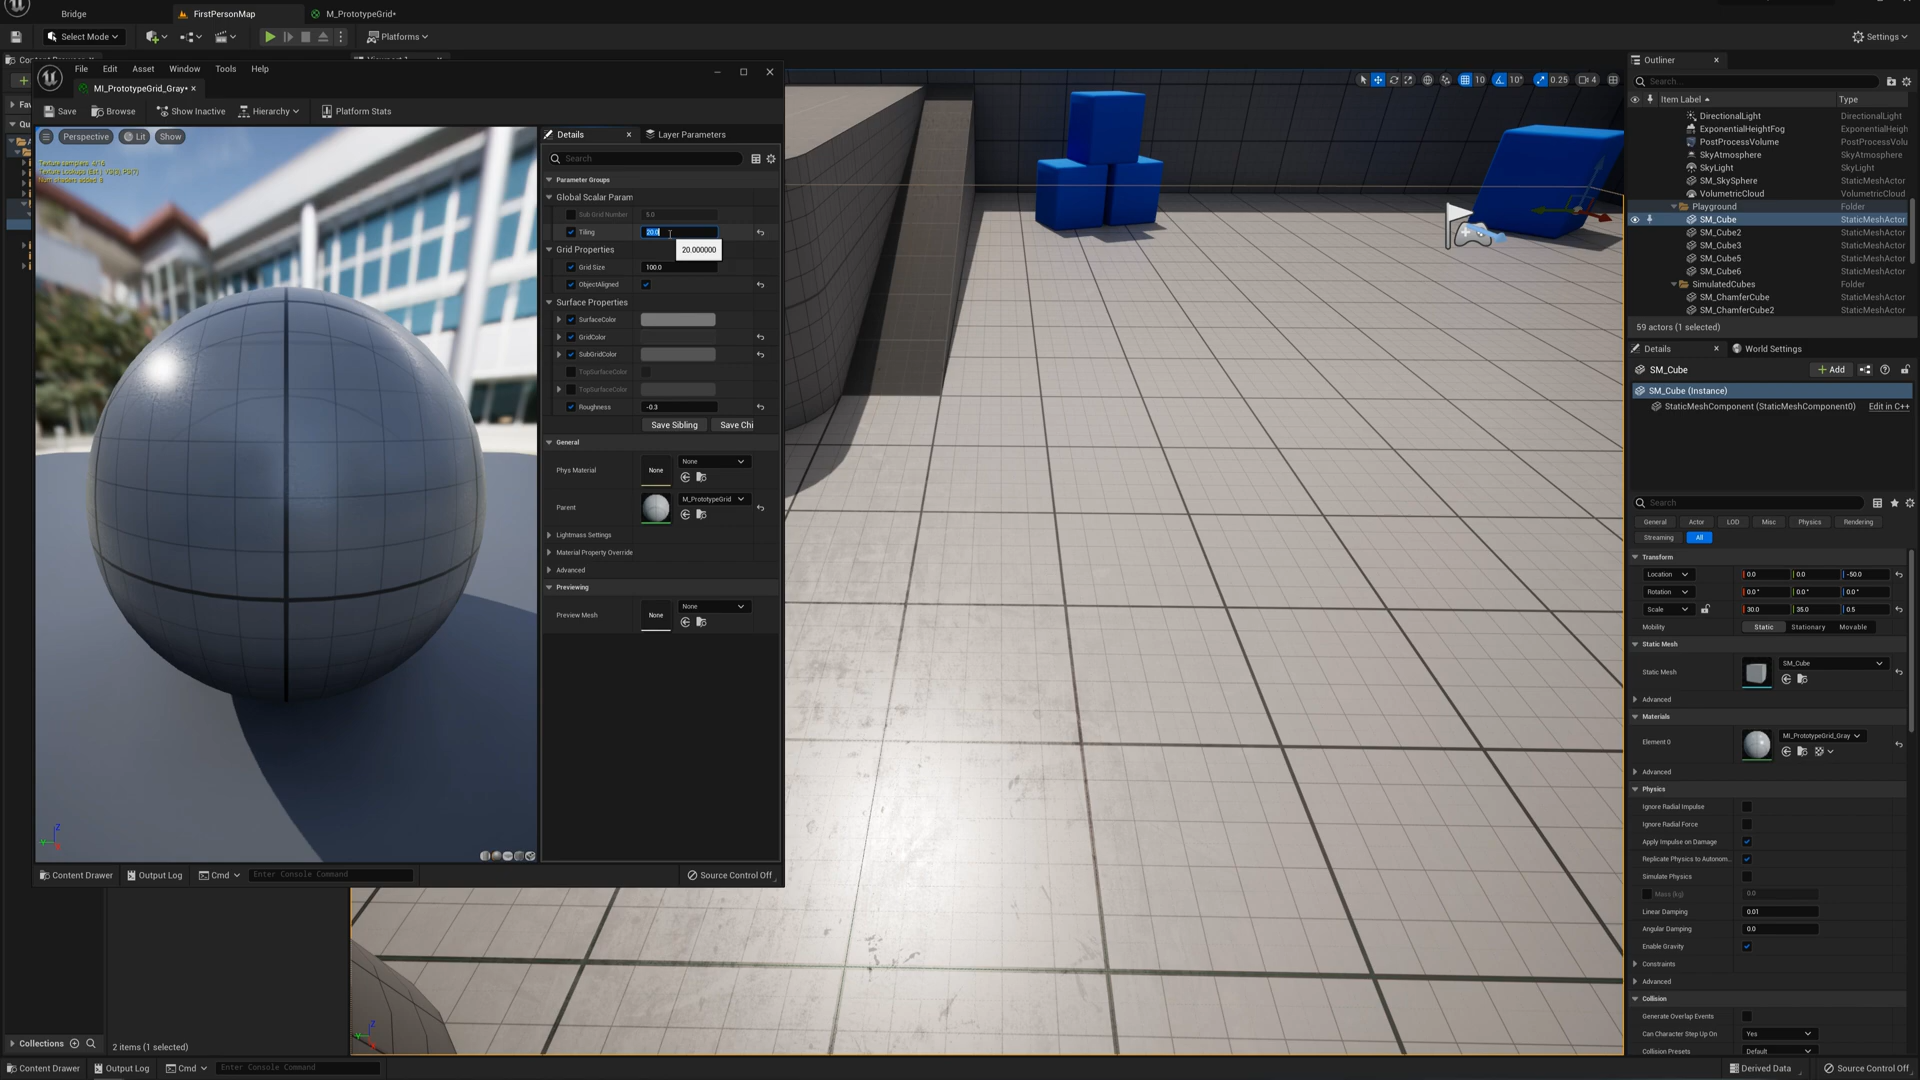 Bridge
FirstPersonMap
M_PrototypeGrid*
Select Mode
Platforms
Settings
File Edit Asset Window Tools Help
MI_PrototypeGrid_Gray*
Save Browse Show Inactive Hierarchy Platform Stats
Perspective Lit Show
Details
Layer Parameters
Search
Parameter Groups
Global Scalar Param
Sub Grid Number 5.0
Tiling 20.0
20.000000
Grid Properties
Grid Size 100.0
ObjectAligned
Surface Properties
SurfaceColor
GridColor
SubGridColor
TopSurfaceColor
TopSurfaceColor
Roughness -0.3
Save Sibling Save Chi
General
Phys Material None None
Parent M_PrototypeGrid
Lightmass Settings
Material Property Override
Advanced
Previewing
Preview Mesh None None
Content Drawer Output Log Cmd Enter Console Command Source Control Off
10 10° 0.25 4
Outliner
Search...
Item Label Type
DirectionalLight DirectionalLight
ExponentialHeightFog ExponentialHeigh
PostProcessVolume PostProcessVolu
SkyAtmosphere SkyAtmosphere
SkyLight SkyLight
SM_SkySphere StaticMeshActor
VolumetricCloud VolumetricCloud
Playground Folder
SM_Cube StaticMeshActor
SM_Cube2 StaticMeshActor
SM_Cube3 StaticMeshActor
SM_Cube5 StaticMeshActor
SM_Cube6 StaticMeshActor
SimulatedCubes Folder
SM_ChamferCube StaticMeshActor
SM_ChamferCube2 StaticMeshActor
59 actors (1 selected)
Details
World Settings
SM_Cube
Add
SM_Cube (Instance)
StaticMeshComponent (StaticMeshComponent0) Edit in C++
Search
General Actor LOD Misc Physics Rendering
Streaming All
Transform
Location 0.0 0.0 -50.0
Rotation 0.0° 0.0° 0.0°
Scale 30.0 35.0 0.5
Mobility Static Stationary Movable
Static Mesh
Static Mesh SM_Cube
Advanced
Materials
Element 0 MI_PrototypeGrid_Gray
Advanced
Physics
Ignore Radial Impulse
Ignore Radial Force
Apply Impulse on Damage
Replicate Physics to Autonom...
Simulate Physics
Mass (kg) 0.0
Linear Damping 0.01
Angular Damping 0.0
Enable Gravity
Constraints
Advanced
Collision
Generate Overlap Events
Can Character Step Up On Yes
Collision Presets Default
Collections
2 items (1 selected)
Content Drawer Output Log Cmd Enter Console Command
Derived Data Source Control Off